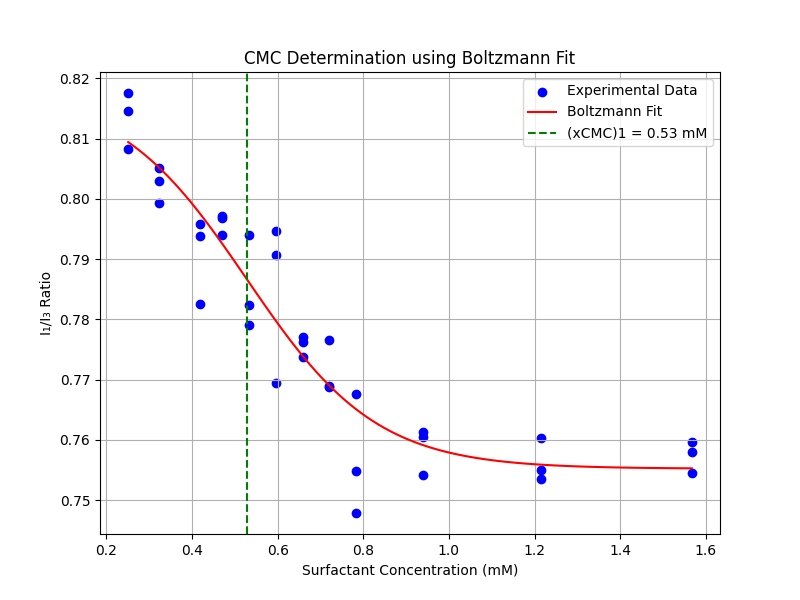 CMC Determination using Boltzmann Fit
Experimental Data
Boltzmann Fit
(xCMC)1 = 0.53 mM
0.82
0.81
0.80
0.79
0.78
0.77
0.76
0.75
I₁/I₃ Ratio
0.2 0.4 0.6 0.8 1.0 1.2 1.4 1.6
Surfactant Concentration (mM)